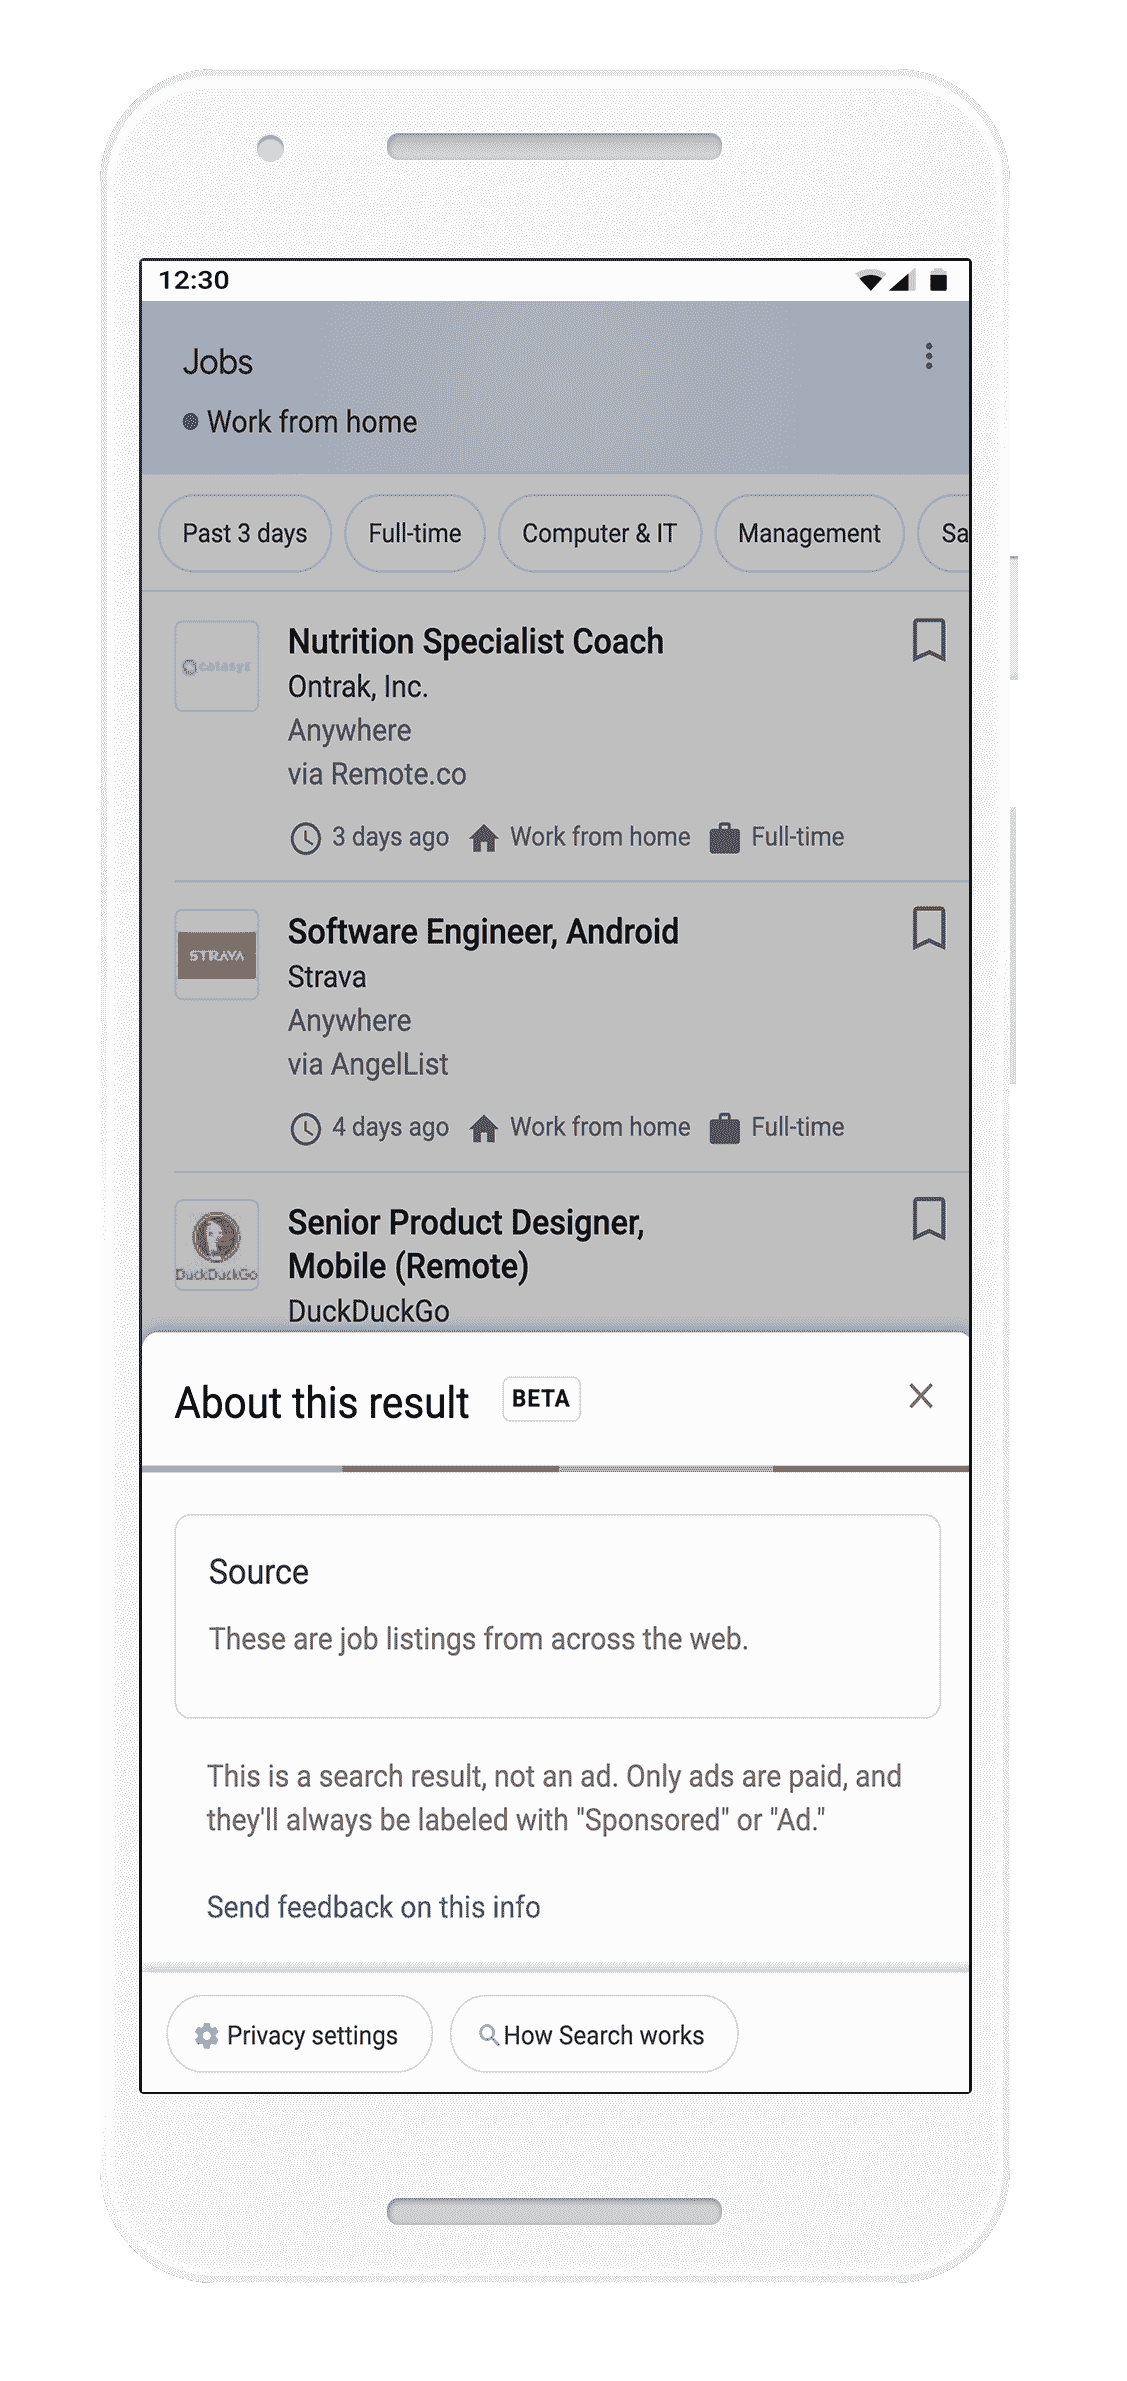 12:30
Jobs
Work from home
Past 3 days
Full-time
Computer & IT
Management
Sa
catasys
Nutrition Specialist Coach
Ontrak, Inc.
Anywhere
via Remote.co
3 days ago
Work from home
Full-time
STRAVA
Software Engineer, Android
Strava
Anywhere
via AngelList
4 days ago
Work from home
Full-time
DuckDuckGo
Senior Product Designer,
Mobile (Remote)
DuckDuckGo
About this result
BETA
Source
These are job listings from across the web.
This is a search result, not an ad. Only ads are paid, and
they'll always be labeled with "Sponsored" or "Ad."
Send feedback on this info
Privacy settings
How Search works